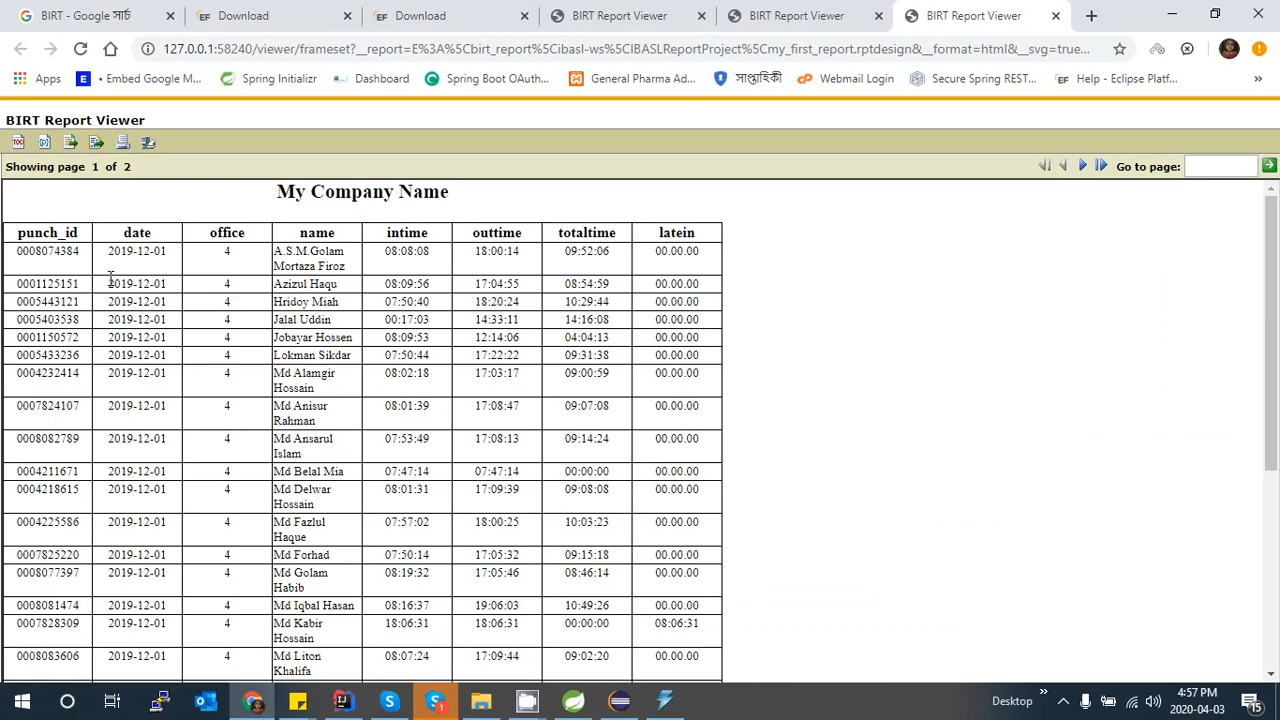 BIRT - Google সার্চ
Download
Download
BIRT Report Viewer
BIRT Report Viewer
BIRT Report Viewer
127.0.0.1:58240/viewer/frameset?__report=E%3A%5Cbirt_report%5Cibasl-ws%5CIBASLReportProject%5Cmy_first_report.rptdesign&__format=html&__svg=true...
Apps
• Embed Google M...
Spring Initializr
Dashboard
Spring Boot OAuth...
General Pharma Ad...
সাপ্তাহিকী
Webmail Login
Secure Spring REST...
Help - Eclipse Platf...
BIRT Report Viewer
Showing page 1 of 2
Go to page:
My Company Name
punch_id date office name intime outtime totaltime latein
0008074384 2019-12-01 4 A.S.M.Golam Mortaza Firoz 08:08:08 18:00:14 09:52:06 00.00.00
0001125151 2019-12-01 4 Azizul Haqu 08:09:56 17:04:55 08:54:59 00.00.00
0005443121 2019-12-01 4 Hridoy Miah 07:50:40 18:20:24 10:29:44 00.00.00
0005403538 2019-12-01 4 Jalal Uddin 00:17:03 14:33:11 14:16:08 00.00.00
0001150572 2019-12-01 4 Jobayar Hossen 08:09:53 12:14:06 04:04:13 00.00.00
0005433236 2019-12-01 4 Lokman Sikdar 07:50:44 17:22:22 09:31:38 00.00.00
0004232414 2019-12-01 4 Md Alamgir Hossain 08:02:18 17:03:17 09:00:59 00.00.00
0007824107 2019-12-01 4 Md Anisur Rahman 08:01:39 17:08:47 09:07:08 00.00.00
0008082789 2019-12-01 4 Md Ansarul Islam 07:53:49 17:08:13 09:14:24 00.00.00
0004211671 2019-12-01 4 Md Belal Mia 07:47:14 07:47:14 00:00:00 00.00.00
0004218615 2019-12-01 4 Md Delwar Hossain 08:01:31 17:09:39 09:08:08 00.00.00
0004225586 2019-12-01 4 Md Fazlul Haque 07:57:02 18:00:25 10:03:23 00.00.00
0007825220 2019-12-01 4 Md Forhad 07:50:14 17:05:32 09:15:18 00.00.00
0008077397 2019-12-01 4 Md Golam Habib 08:19:32 17:05:46 08:46:14 00.00.00
0008081474 2019-12-01 4 Md Iqbal Hasan 08:16:37 19:06:03 10:49:26 00.00.00
0007828309 2019-12-01 4 Md Kabir Hossain 18:06:31 18:06:31 00:00:00 08:06:31
0008083606 2019-12-01 4 Md Liton Khalifa 08:07:24 17:09:44 09:02:20 00.00.00
Desktop
4:57 PM
2020-04-03